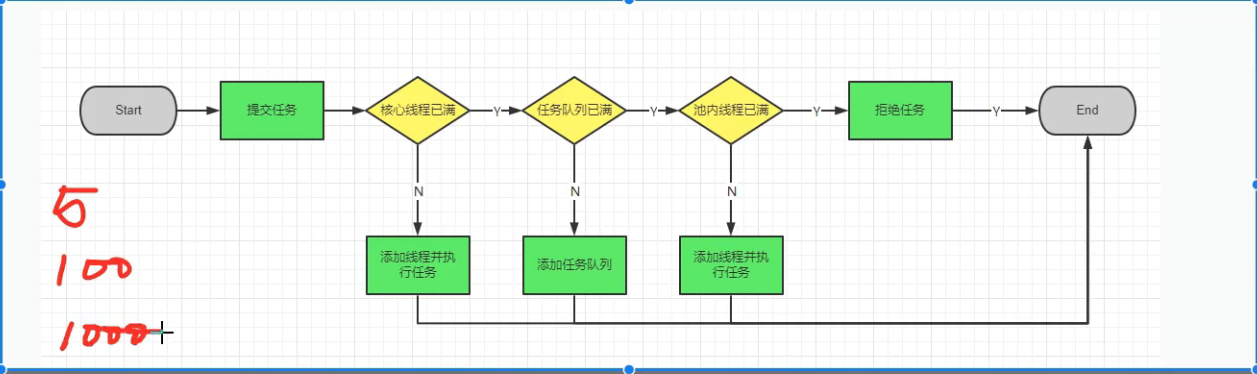 Start
提交任务
核心线程已满
Y
任务队列已满
Y
池内线程已满
Y
拒绝任务
Y
End
N
N
N
添加线程并执
行任务
添加任务队列
添加线程并执
行任务
5
100
1000